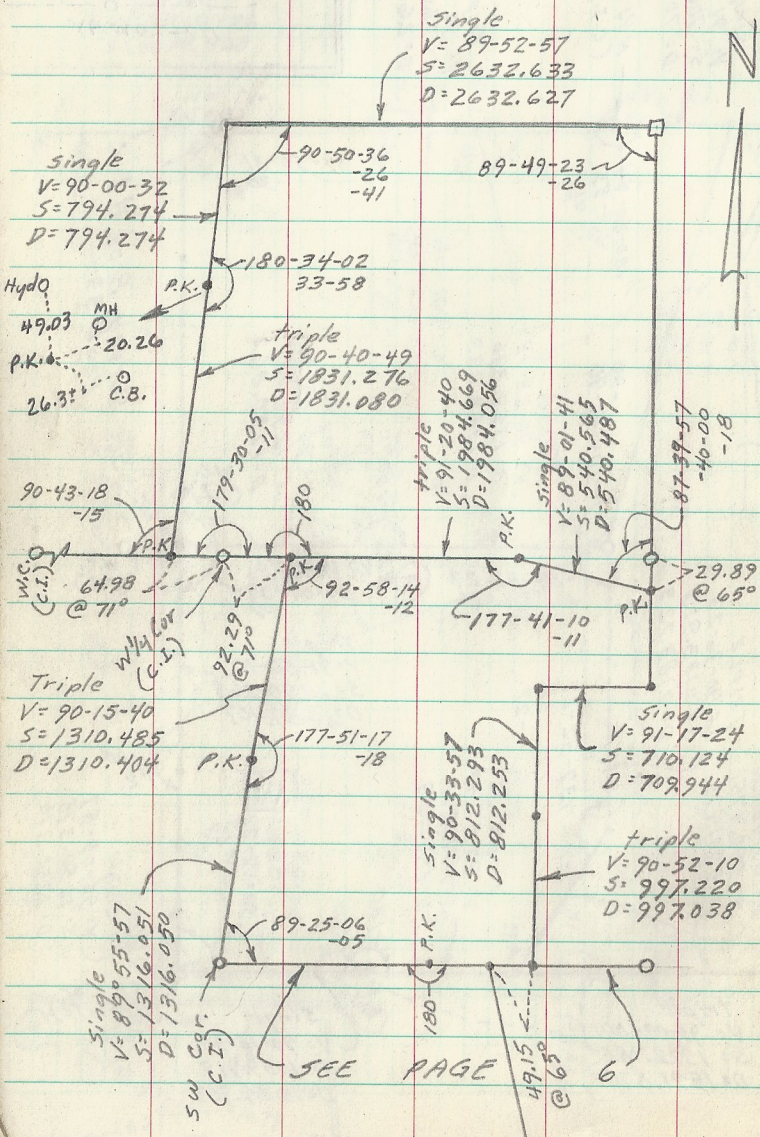 Single
V= 89-52-57
S= 2632.633
D= 2632.627
N
single
V= 90-00-32
S= 794.274
D= 794.274
90-50-36
-26
-41
89-49-23
-26
180-34-02
33-58
P.K.
Hyd
MH
49.03
20.26
P.K.
26.3±
C.B.
triple
V= 90-40-49
S= 1831.276
D= 1831.080
triple
V= 91-20-40
S= 1984.669
D= 1984.056
Single
V= 89-01-41
S= 540.565
D= 540.487
87-39-57
-40-00
-18
179-30-05
-11
180
90-43-18
-15
P.K
P.K
P.K.
W.C.
(C.I.)
64.98
@ 71°
W 1/4 Cor
(C.I.)
92.29
@ 71°
92-58-14
-12
177-41-10
-11
P.K
29.89
@ 65°
Triple
V= 90-15-40
S= 1310.485
D= 1310.404
177-51-17
-18
P.K.
Single
V= 90-33-57
S= 812.293
D= 812.253
Single
V= 91-17-24
S= 710.124
D= 709.944
triple
V= 90-52-10
S= 997.220
D= 997.038
Single
V= 89°55-57
S= 1316.051
D= 1316.050
89-25-06
-05
P.K.
180
SW Cor.
(C.I.)
SEE PAGE 6
49.15
@ 65°